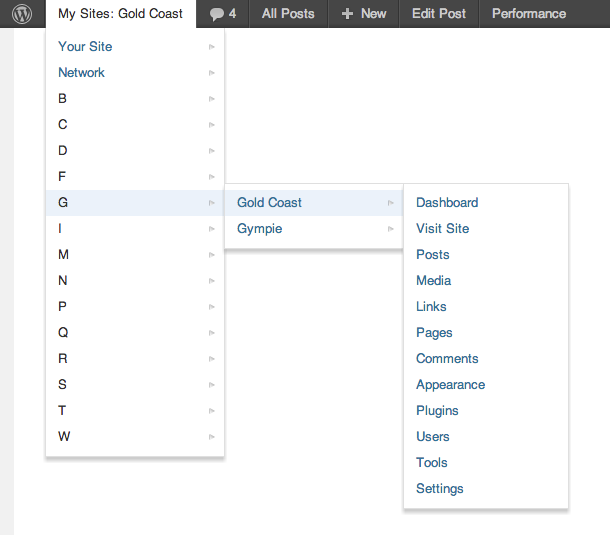 My Sites: Gold Coast 4 All Posts + New Edit Post Performance
Your Site
Network
B
C
D
F
G
I
M
N
P
Q
R
S
T
W
Gold Coast
Gympie
Dashboard
Visit Site
Posts
Media
Links
Pages
Comments
Appearance
Plugins
Users
Tools
Settings